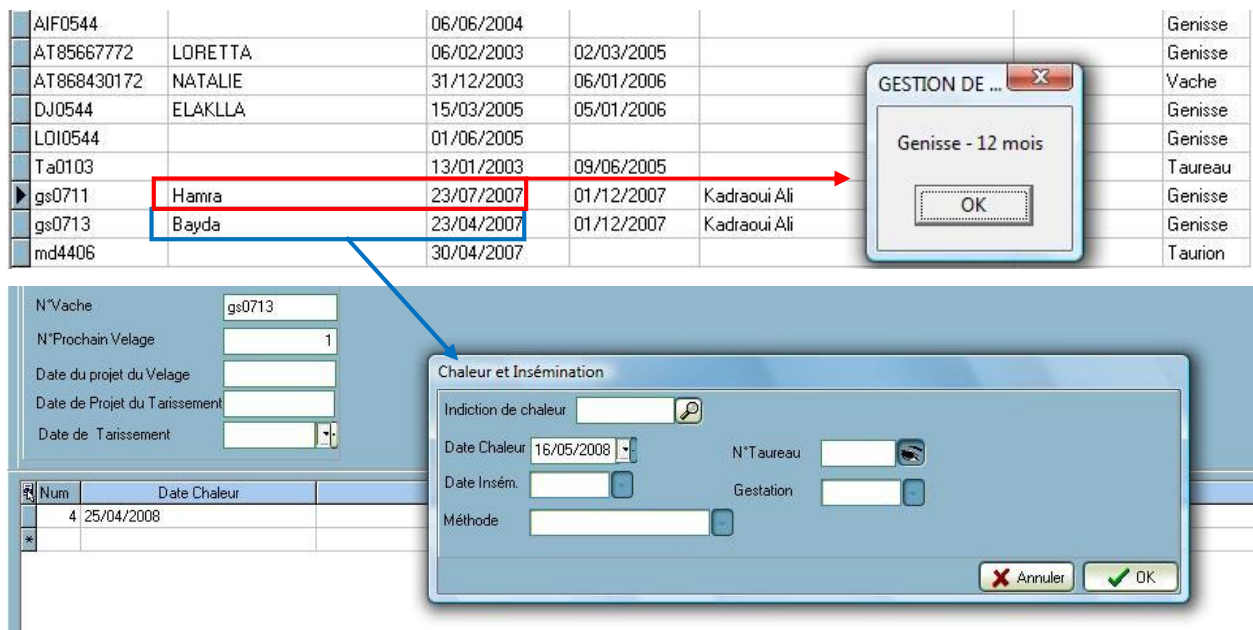 AIF0544 06/06/2004 Genisse
AT85667772 LORETTA 06/02/2003 02/03/2005 Genisse
AT868430172 NATALIE 31/12/2003 06/01/2006 Vache
DJ0544 ELAKLLA 15/03/2005 05/01/2006 Genisse
LOI0544 01/06/2005 Genisse
Ta0103 13/01/2003 09/06/2005 Taureau
gs0711 Hamra 23/07/2007 01/12/2007 Kadraoui Ali Genisse
gs0713 Bayda 23/04/2007 01/12/2007 Kadraoui Ali Genisse
md4406 30/04/2007 Taurion
GESTION DE ...
Genisse - 12 mois
OK
N°Vache gs0713
N°Prochain Velage 1
Date du projet du Velage
Date de Projet du Tarissement
Date de Tarissement
Num Date Chaleur
4 25/04/2008
Chaleur et Insémination
Indiction de chaleur
Date Chaleur 16/05/2008 N°Taureau
Date Insém. Gestation
Méthode
Annuler OK